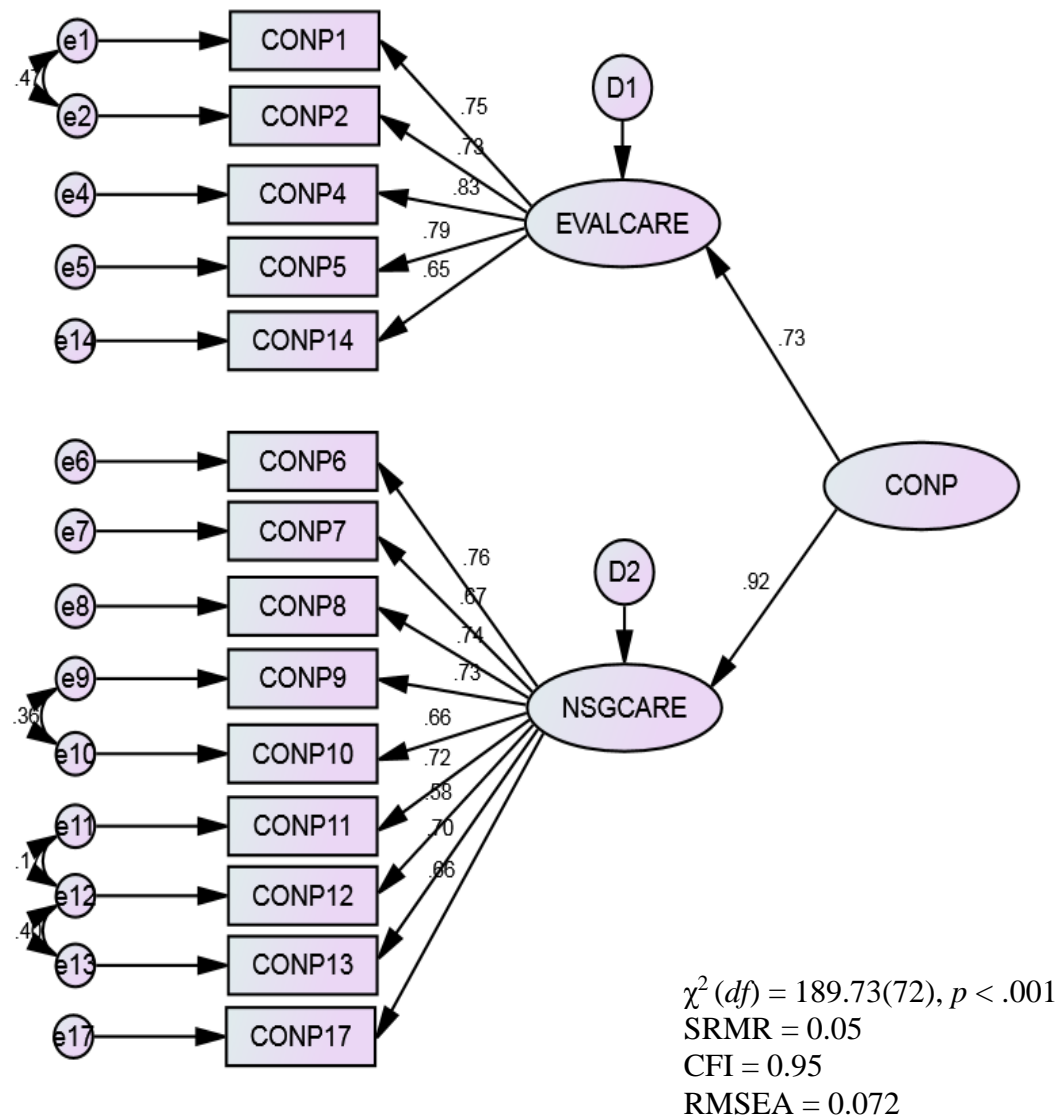 e1
CONP1
D1
.75
e2
CONP2
.73
e4
CONP4
.83
EVALCARE
e5
CONP5
.79
.65
e14
CONP14
.73
e6
CONP6
CONP
e7
CONP7
.76
D2
.92
e8
CONP8
.67
.74
e9
CONP9
.73
NSGCARE
.36
.66
e10
CONP10
.72
.58
e11
CONP11
.70
e12
CONP12
.66
e13
CONP13
e17
CONP17
χ² (df) = 189.73(72), p < .001
SRMR = 0.05
CFI = 0.95
RMSEA = 0.072